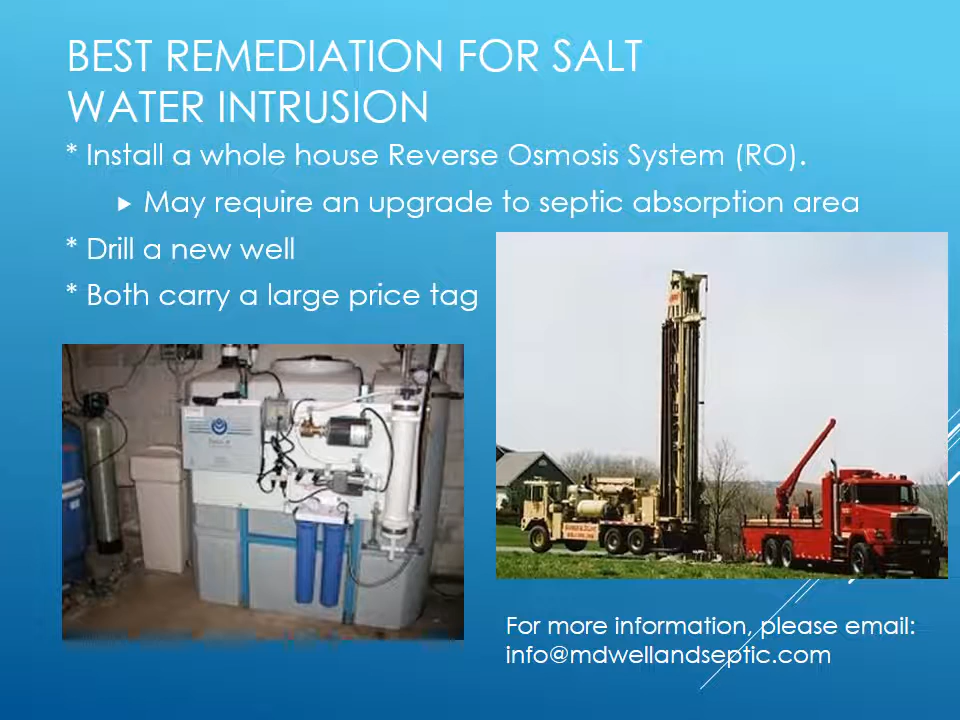 BEST REMEDIATION FOR SALT
WATER INTRUSION
* Install a whole house Reverse Osmosis System (RO).
▶ May require an upgrade to septic absorption area
* Drill a new well
* Both carry a large price tag
For more information, please email:
info@mdwellandseptic.com